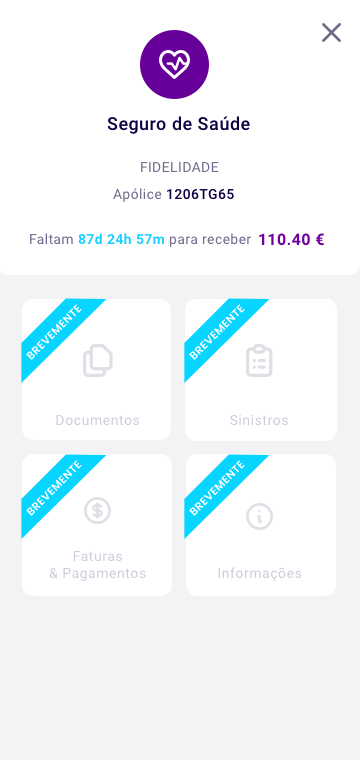 Seguro de Saúde
FIDELIDADE
Apólice 1206TG65
Faltam 87d 24h 57m para receber 110.40 €
BREVEMENTE
Documentos
BREVEMENTE
Sinistros
BREVEMENTE
Faturas
& Pagamentos
BREVEMENTE
Informações